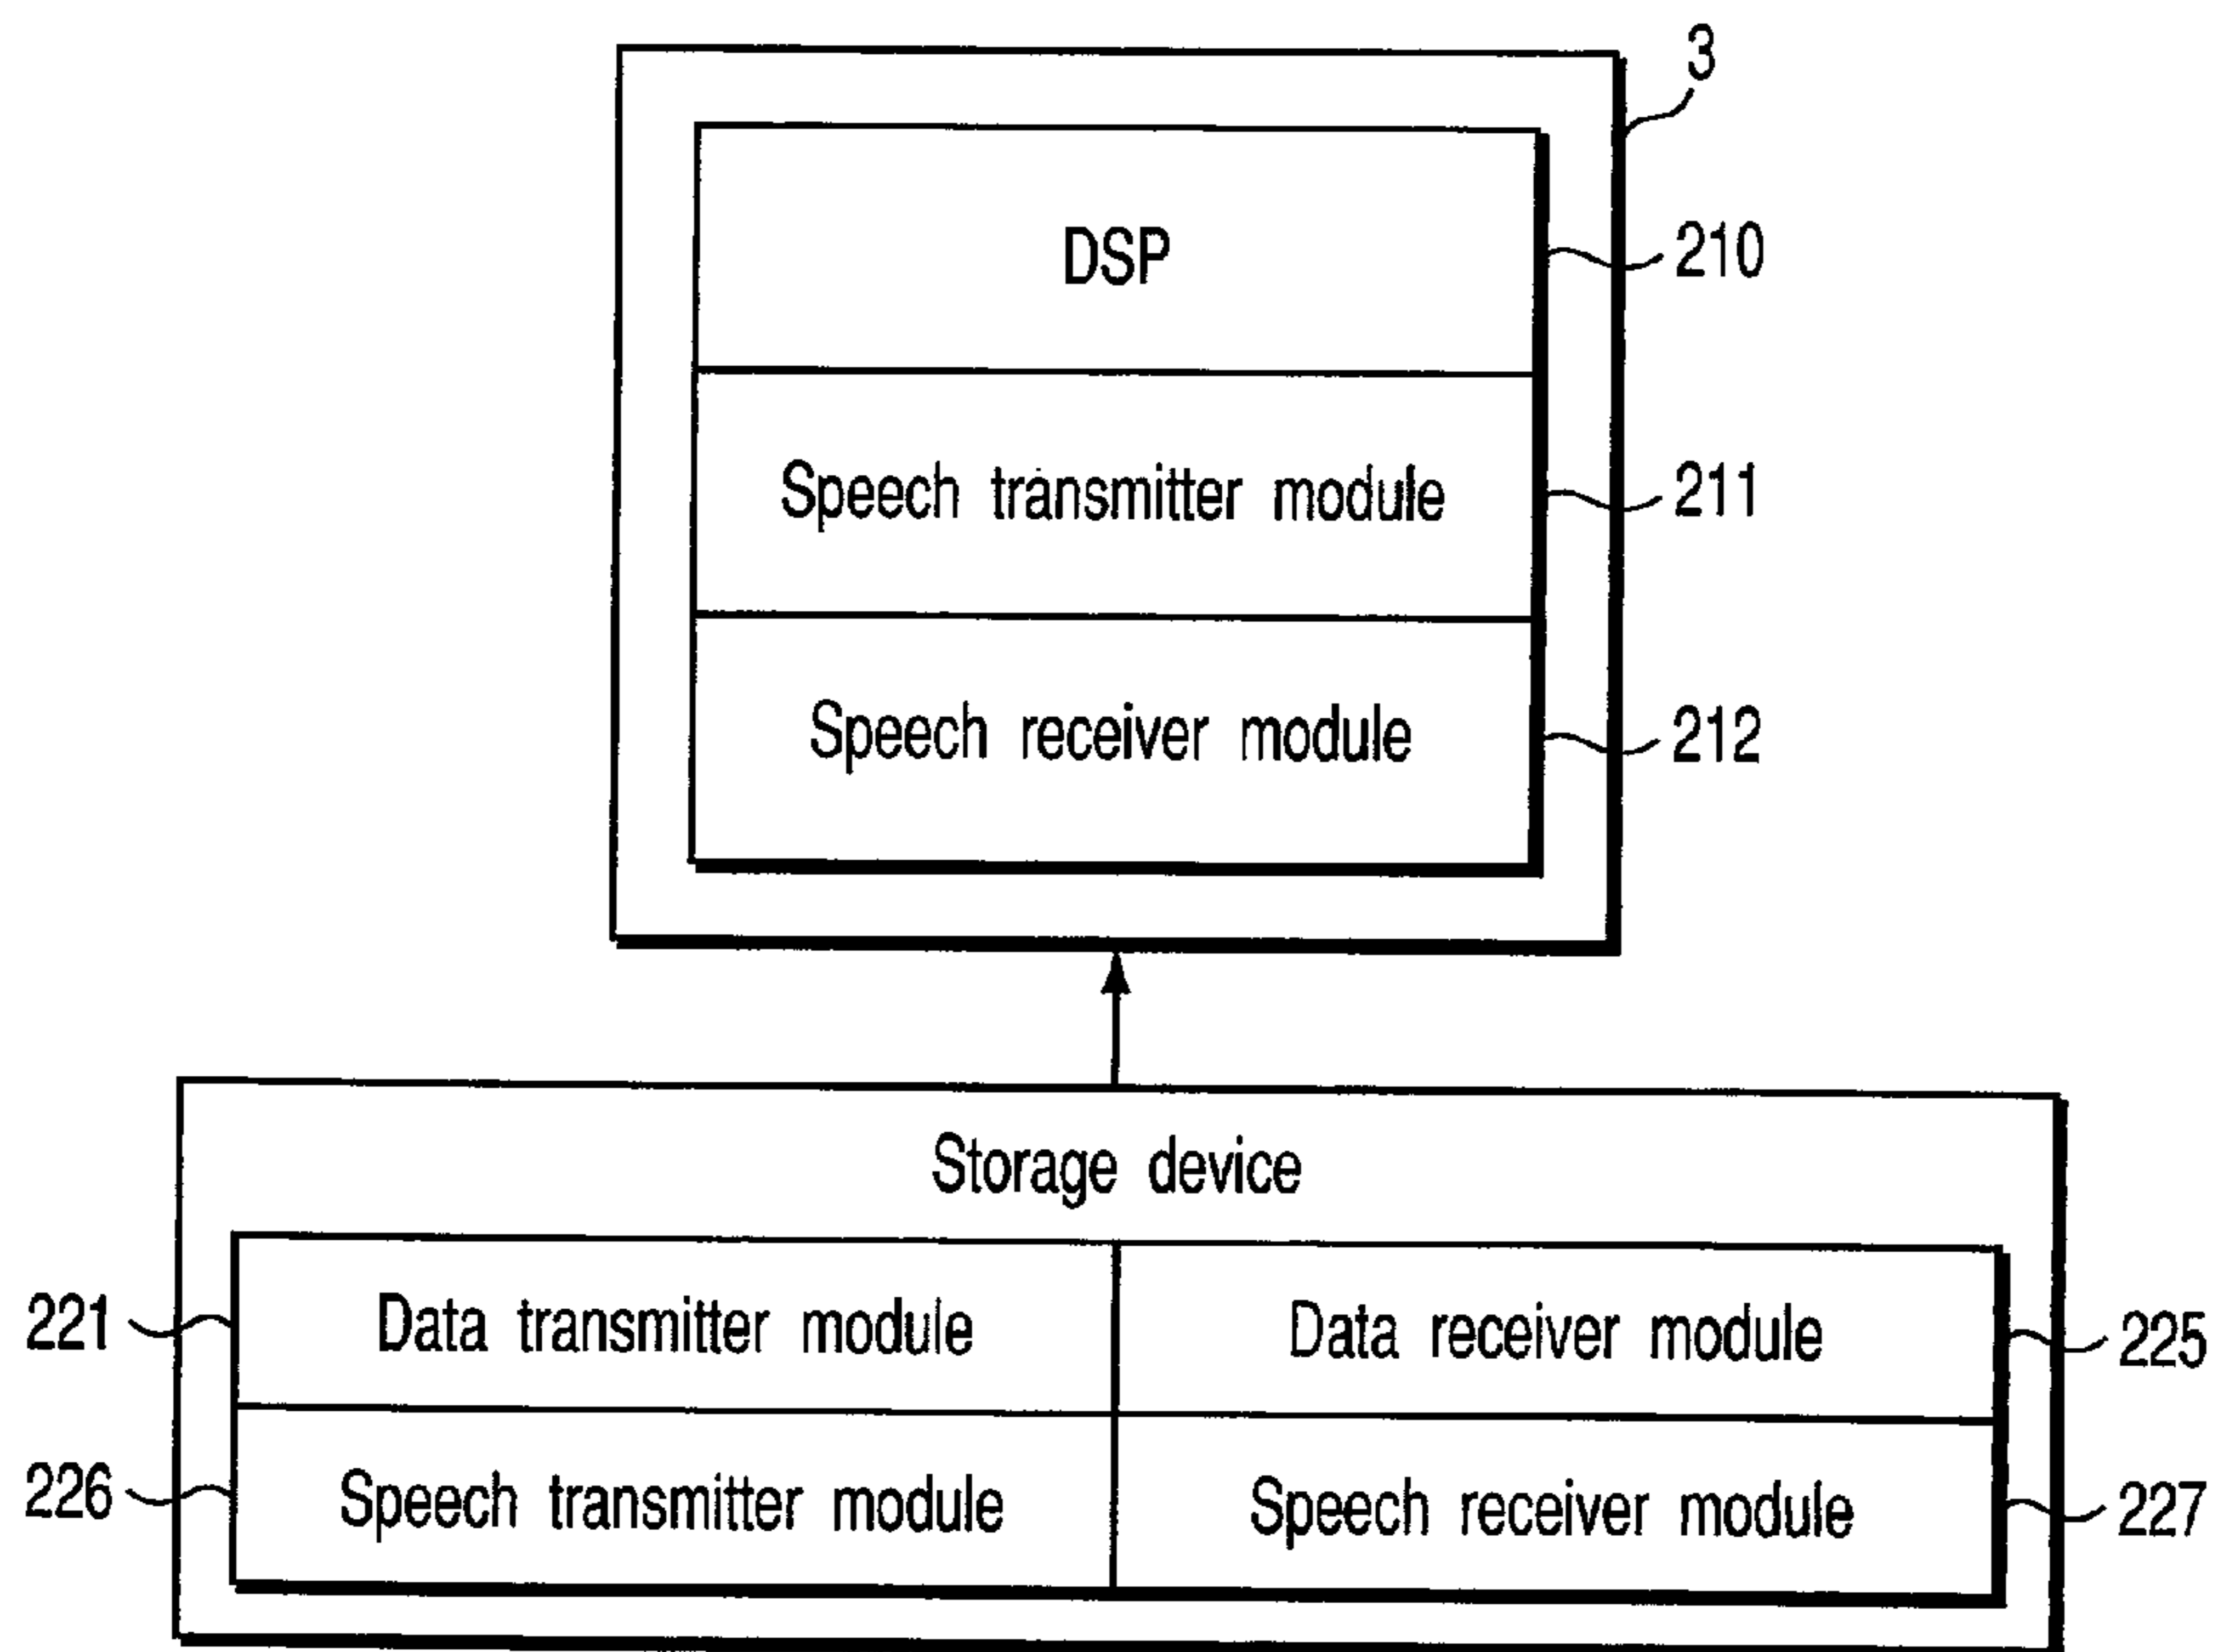 3
DSP
210
Speech transmitter module
211
Speech receiver module
212
Storage device
221
Data transmitter module
Data receiver module
225
226
Speech transmitter module
Speech receiver module
227